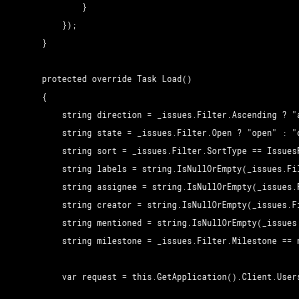 }
});
}
protected override Task Load()
{
string direction = _issues.Filter.Ascending ? "a
string state = _issues.Filter.Open ? "open" : "c
string sort = _issues.Filter.SortType == Issues
string labels = string.IsNullOrEmpty(_issues.Fil
string assignee = string.IsNullOrEmpty(_issues.F
string creator = string.IsNullOrEmpty(_issues.Fi
string mentioned = string.IsNullOrEmpty(_issues
string milestone = _issues.Filter.Milestone == n
var request = this.GetApplication().Client.Users